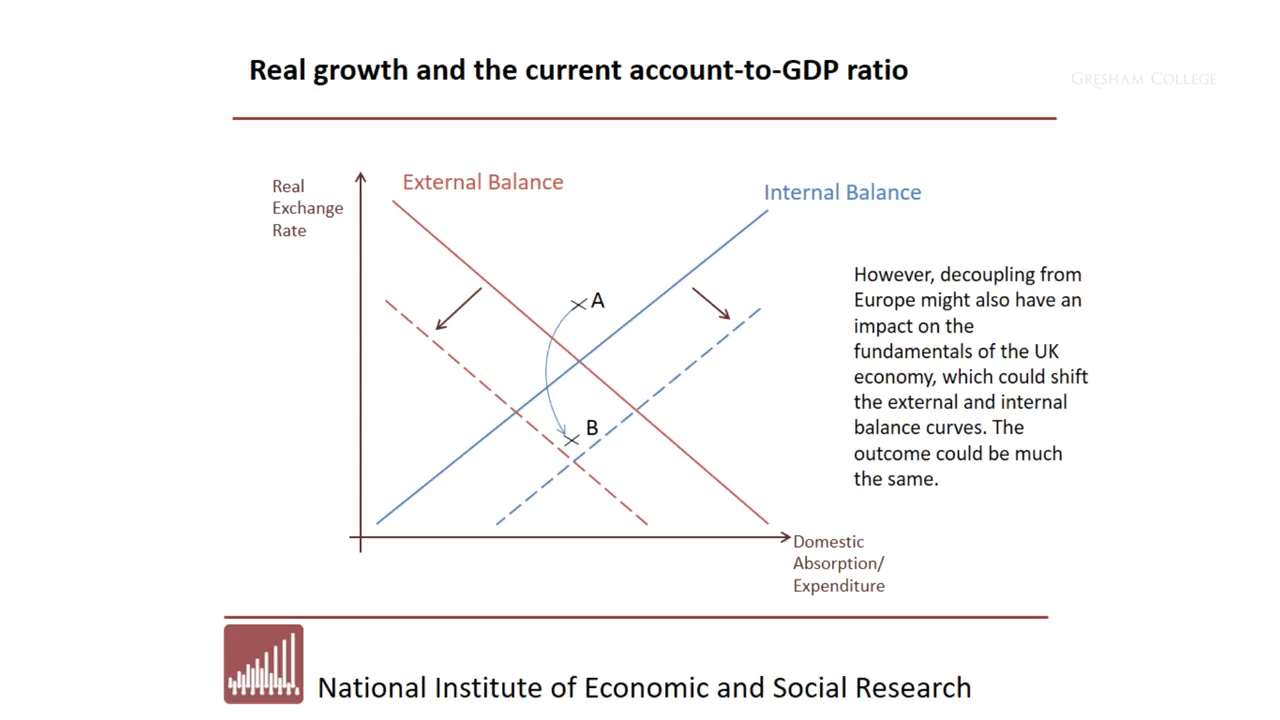 Real growth and the current account-to-GDP ratio
GRESHAM COLLEGE
Real
Exchange
Rate
External Balance
Internal Balance
A
B
However, decoupling from
Europe might also have an
impact on the
fundamentals of the UK
economy, which could shift
the external and internal
balance curves. The
outcome could be much
the same.
Domestic
Absorption/
Expenditure
National Institute of Economic and Social Research